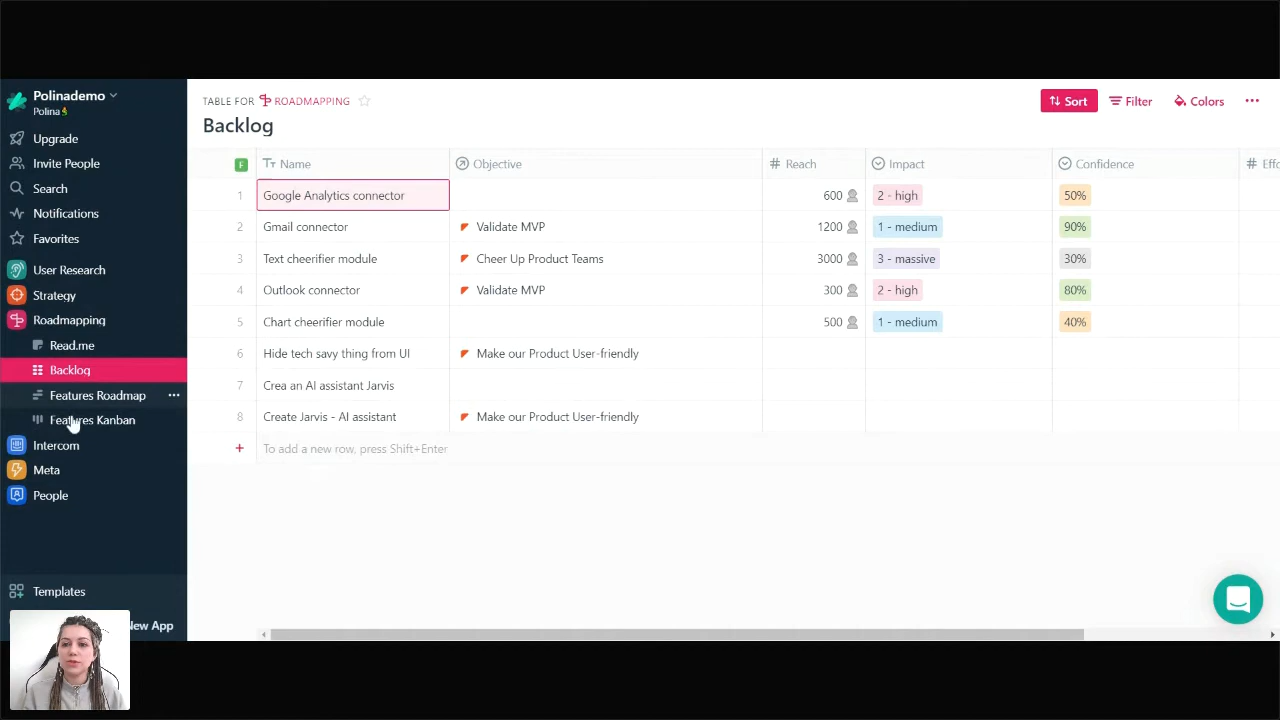 Polinademo
Polina
Upgrade
Invite People
Search
Notifications
Favorites
User Research
Strategy
Roadmapping
Read.me
Backlog
Features Roadmap
Features Kanban
Intercom
Meta
People
Templates
New App
TABLE FOR ROADMAPPING
Backlog
Sort Filter Colors
F Name Objective # Reach Impact Confidence #
1 Google Analytics connector 600 2 - high 50%
2 Gmail connector Validate MVP 1200 1 - medium 90%
3 Text cheerifier module Cheer Up Product Teams 3000 3 - massive 30%
4 Outlook connector Validate MVP 300 2 - high 80%
5 Chart cheerifier module 500 1 - medium 40%
6 Hide tech savy thing from UI Make our Product User-friendly
7 Crea an AI assistant Jarvis
8 Create Jarvis - AI assistant Make our Product User-friendly
+ To add a new row, press Shift+Enter